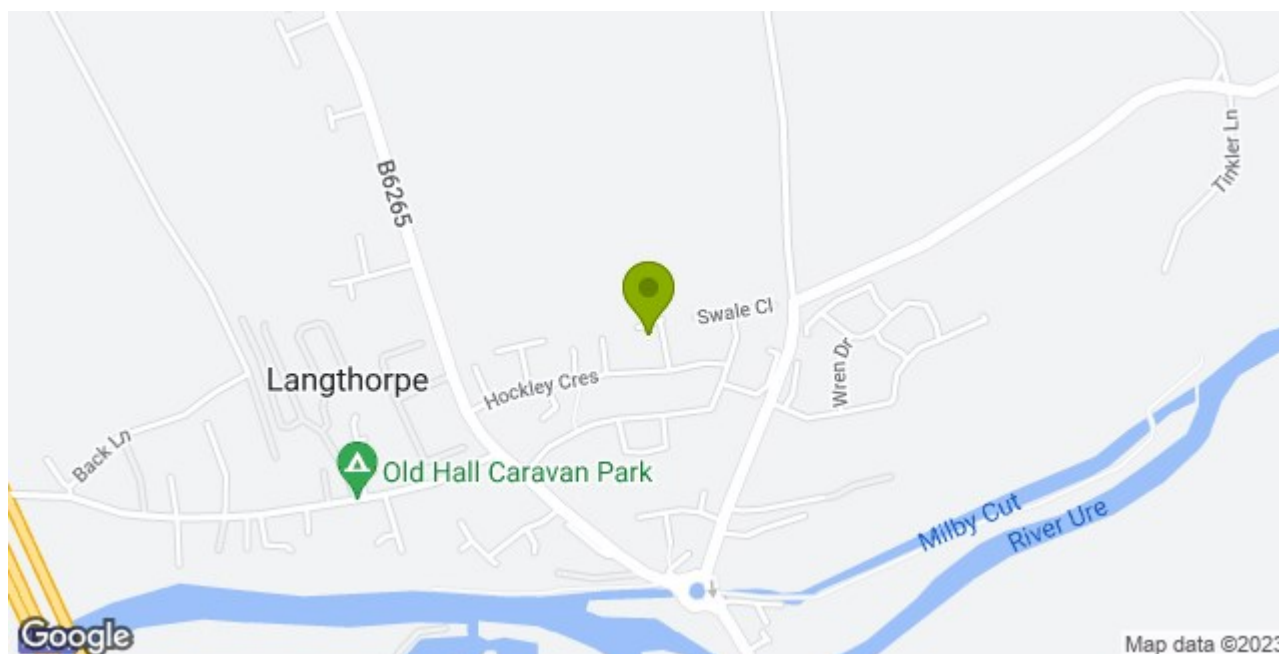 B6265
Tinkler Ln
Swale Cl
Langthorpe
Hockley Cres
Wren Dr
Back Ln
Old Hall Caravan Park
Milby Cut
River Ure
Google
Map data ©2023